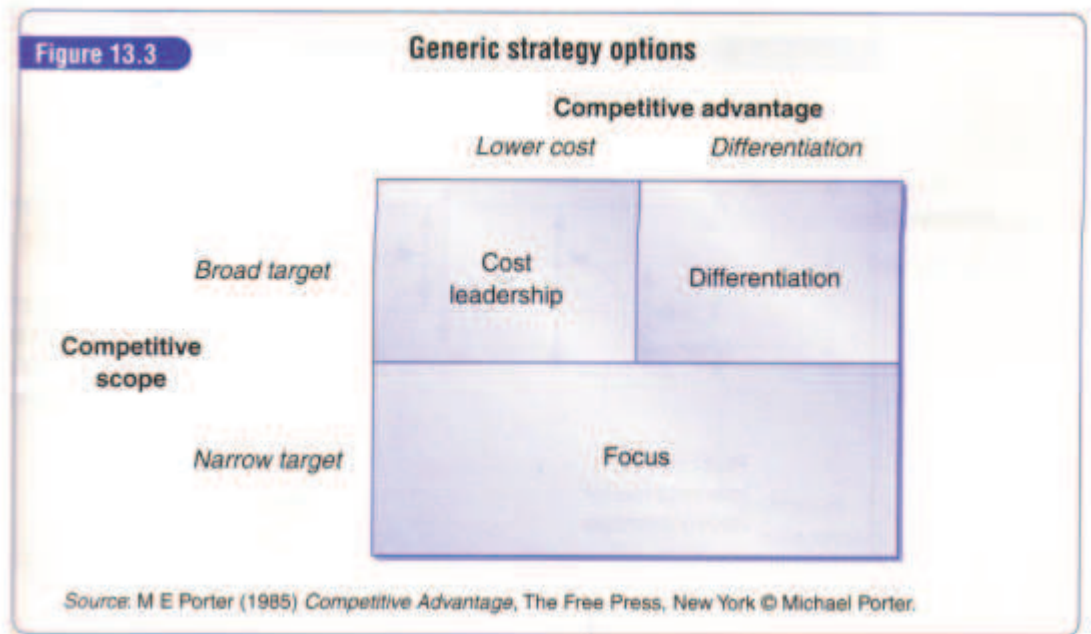 Figure 13.3
Generic strategy options
Competitive advantage
Lower cost
Differentiation
Broad target
Cost
leadership
Differentiation
Competitive
scope
Narrow target
Focus
Source: M E Porter (1985) Competitive Advantage, The Free Press, New York © Michael Porter.